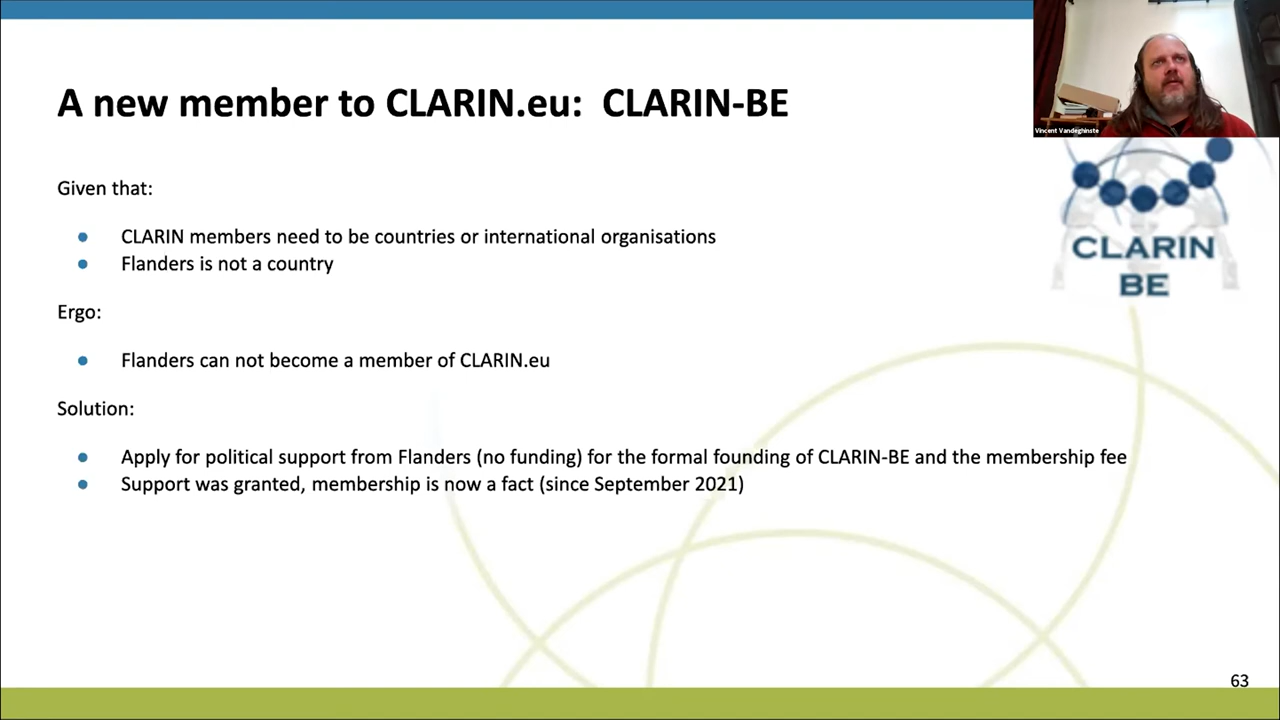 A new member to CLARIN.eu: CLARIN-BE
Vincent Vandeghinste
Given that:
CLARIN members need to be countries or international organisations
Flanders is not a country
Ergo:
Flanders can not become a member of CLARIN.eu
Solution:
Apply for political support from Flanders (no funding) for the formal founding of CLARIN-BE and the membership fee
Support was granted, membership is now a fact (since September 2021)
CLARIN
BE
63